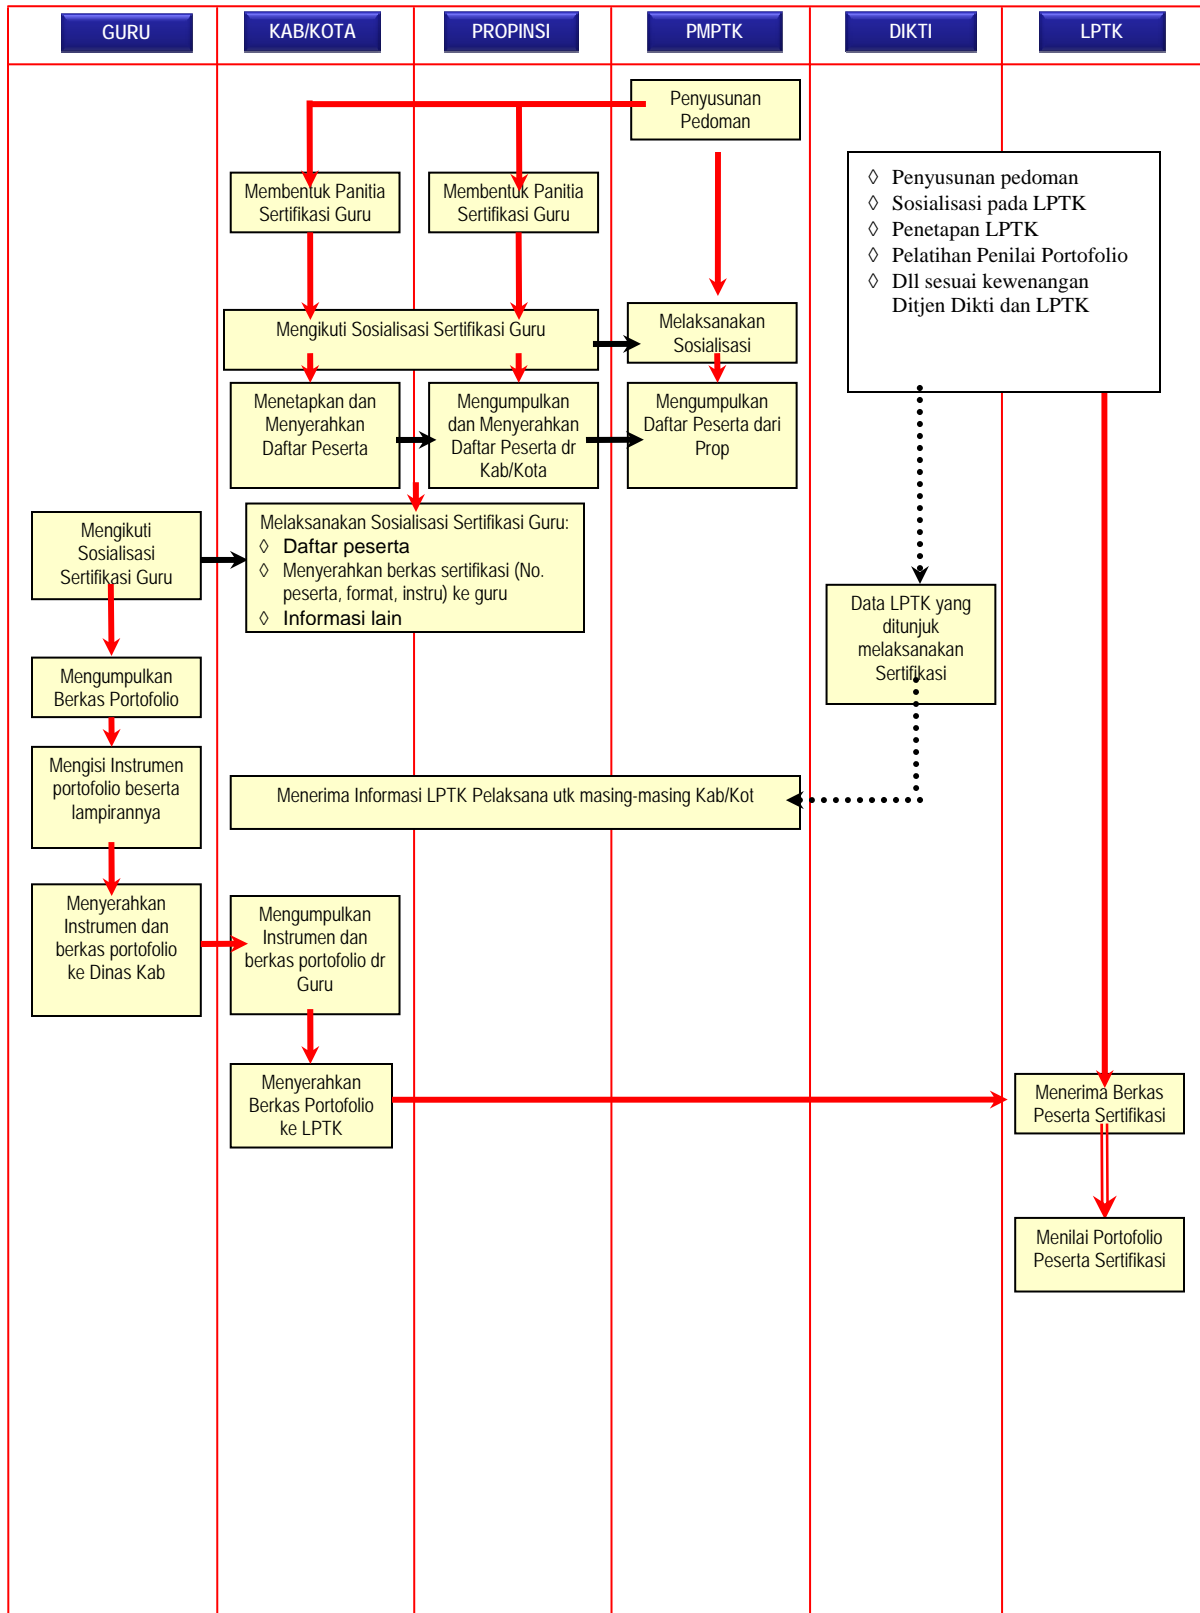 GURU
KAB/KOTA
PROPINSI
PMPTK
DIKTI
LPTK
Penyusunan
Pedoman
Membentuk Panitia
Sertifikasi Guru
Membentuk Panitia
Sertifikasi Guru
◊ Penyusunan pedoman
◊ Sosialisasi pada LPTK
◊ Penetapan LPTK
◊ Pelatihan Penilai Portofolio
◊ Dll sesuai kewenangan
Ditjen Dikti dan LPTK
Mengikuti Sosialisasi Sertifikasi Guru
Melaksanakan
Sosialisasi
Menetapkan dan
Menyerahkan
Daftar Peserta
Mengumpulkan
dan Menyerahkan
Daftar Peserta dr
Kab/Kota
Mengumpulkan
Daftar Peserta dari
Prop
Mengikuti
Sosialisasi
Sertifikasi Guru
Melaksanakan Sosialisasi Sertifikasi Guru:
◊ Daftar peserta
◊ Menyerahkan berkas sertifikasi (No.
peserta, format, instru) ke guru
◊ Informasi lain
Data LPTK yang
ditunjuk
melaksanakan
Sertifikasi
Mengumpulkan
Berkas Portofolio
Mengisi Instrumen
portofolio beserta
lampirannya
Menerima Informasi LPTK Pelaksana utk masing-masing Kab/Kot
Menyerahkan
Instrumen dan
berkas portofolio
ke Dinas Kab
Mengumpulkan
Instrumen dan
berkas portofolio dr
Guru
Menyerahkan
Berkas Portofolio
ke LPTK
Menerima Berkas
Peserta Sertifikasi
Menilai Portofolio
Peserta Sertifikasi